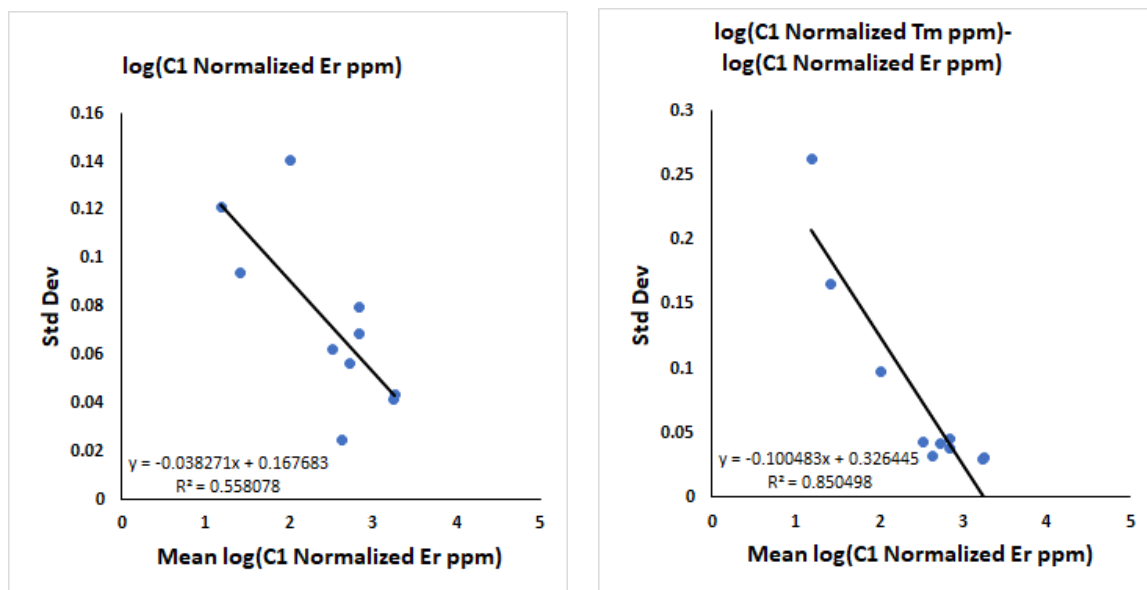 log(C1 Normalized Er ppm)
0.16
0.14
0.12
0.1
0.08
0.06
0.04
0.02
0
Std Dev
y = -0.038271x + 0.167683
R² = 0.558078
0 1 2 3 4 5
Mean log(C1 Normalized Er ppm)
log(C1 Normalized Tm ppm)-
log(C1 Normalized Er ppm)
0.3
0.25
0.2
0.15
0.1
0.05
0
Std Dev
y = -0.100483x + 0.326445
R² = 0.850498
0 1 2 3 4 5
Mean log(C1 Normalized Er ppm)